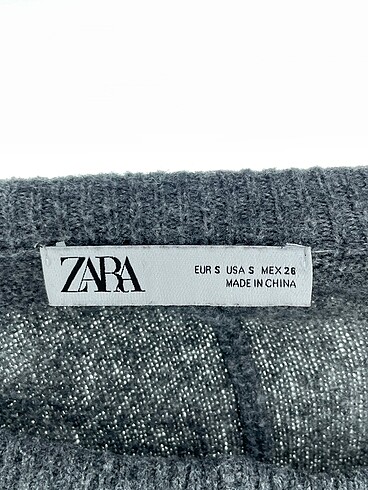 ZARA
EUR S USA S MEX 26
MADE IN CHINA